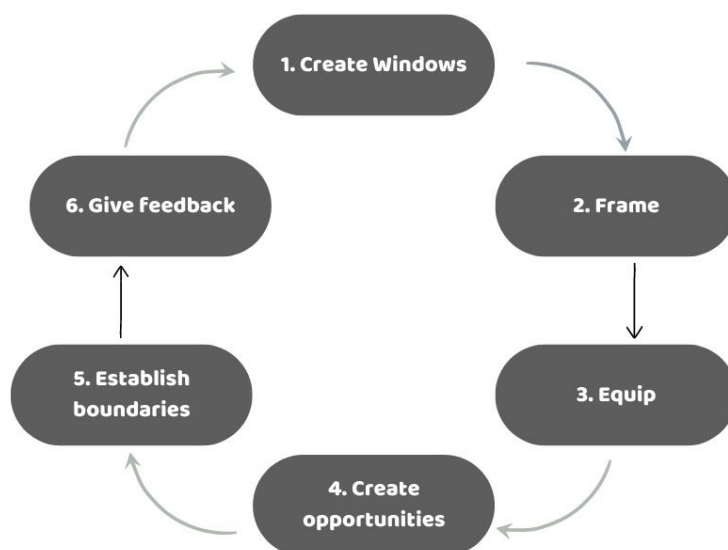 1. Create Windows
2. Frame
3. Equip
4. Create
opportunities
5. Establish
boundaries
6. Give feedback